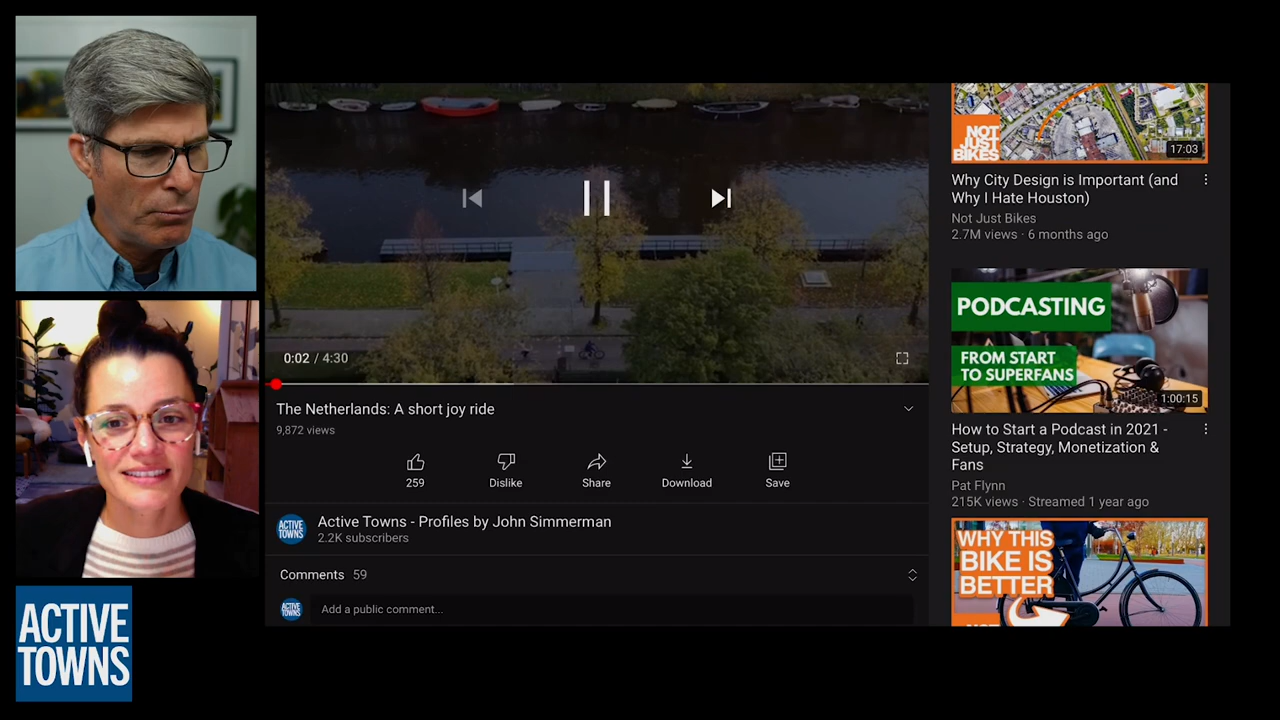 ACTIVE
TOWNS
0:02 / 4:30
The Netherlands: A short joy ride
9,872 views
259
Dislike
Share
Download
Save
ACTIVE
TOWNS
Active Towns - Profiles by John Simmerman
2.2K subscribers
Comments 59
ACTIVE
TOWNS
Add a public comment...
NOT
JUST
BIKES
17:03
Why City Design is Important (and
Why I Hate Houston)
Not Just Bikes
2.7M views · 6 months ago
PODCASTING
FROM START
TO SUPERFANS
1:00:15
How to Start a Podcast in 2021 -
Setup, Strategy, Monetization &
Fans
Pat Flynn
215K views · Streamed 1 year ago
WHY THIS
BIKE IS
BETTER